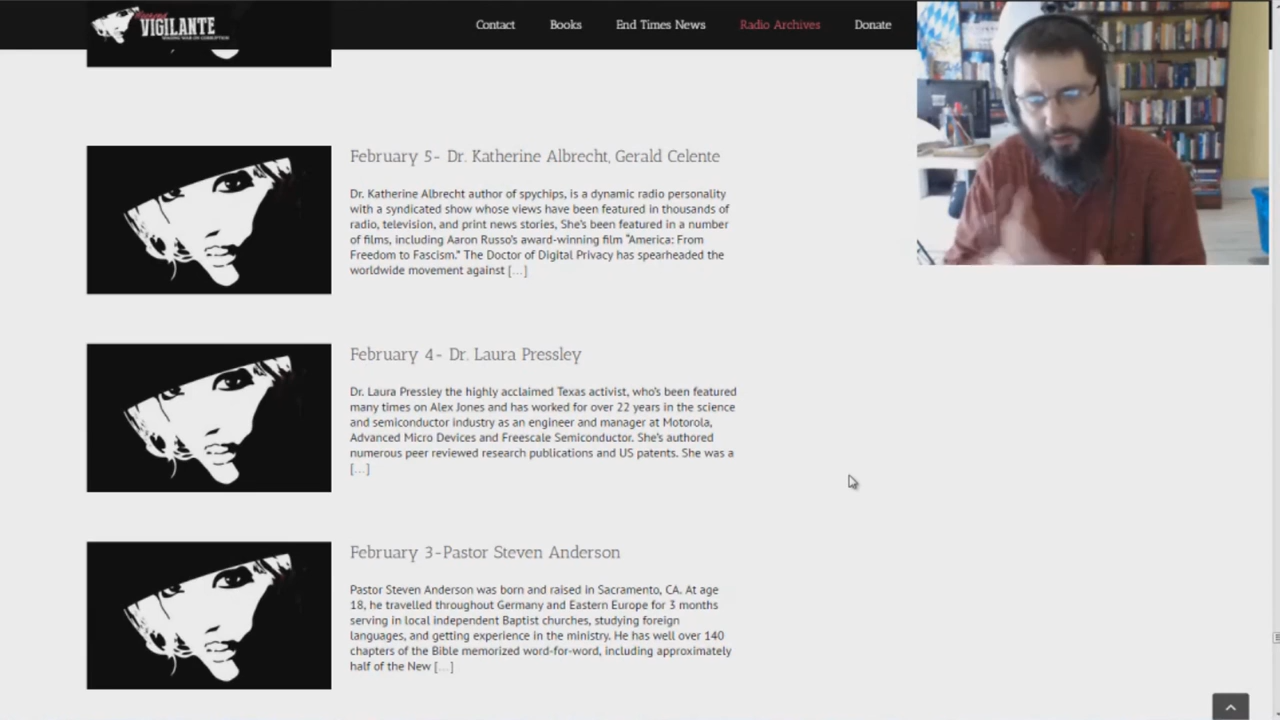 VIGILANTE
Contact
Books
End Times News
Radio Archives
Donate
February 5- Dr. Katherine Albrecht, Gerald Celente
Dr. Katherine Albrecht author of spychips, is a dynamic radio personality
with a syndicated show whose views have been featured in thousands of
radio, television, and print news stories, She's been featured in a number
of films, including Aaron Russo's award-winning film “America: From
Freedom to Fascism.” The Doctor of Digital Privacy has spearheaded the
worldwide movement against [...]
February 4- Dr. Laura Pressley
Dr. Laura Pressley the highly acclaimed Texas activist, who's been featured
many times on Alex Jones and has worked for over 22 years in the science
and semiconductor industry as an engineer and manager at Motorola,
Advanced Micro Devices and Freescale Semiconductor. She's authored
numerous peer reviewed research publications and US patents. She was a
[...]
February 3-Pastor Steven Anderson
Pastor Steven Anderson was born and raised in Sacramento, CA. At age
18, he travelled throughout Germany and Eastern Europe for 3 months
serving in local independent Baptist churches, studying foreign
languages, and getting experience in the ministry. He has well over 140
chapters of the Bible memorized word-for-word, including approximately
half of the New [...]